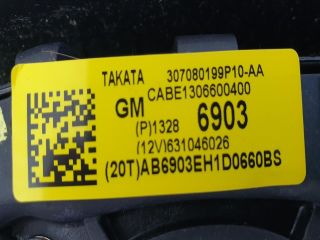 TAKATA 307080199P10-AA
CABE1306600400
GM
(P)1328 6903
(12V)631046026
(20T)AB6903EH1D0660BS